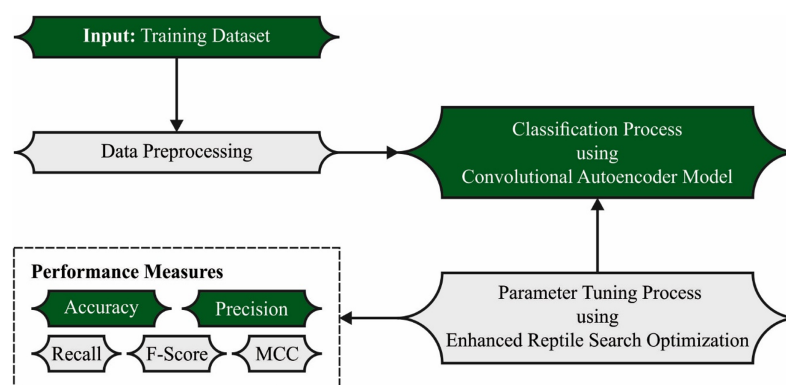 Input: Training Dataset
Data Preprocessing
Classification Process
using
Convolutional Autoencoder Model
Parameter Tuning Process
using
Enhanced Reptile Search Optimization
Performance Measures
Accuracy Precision
Recall F-Score MCC